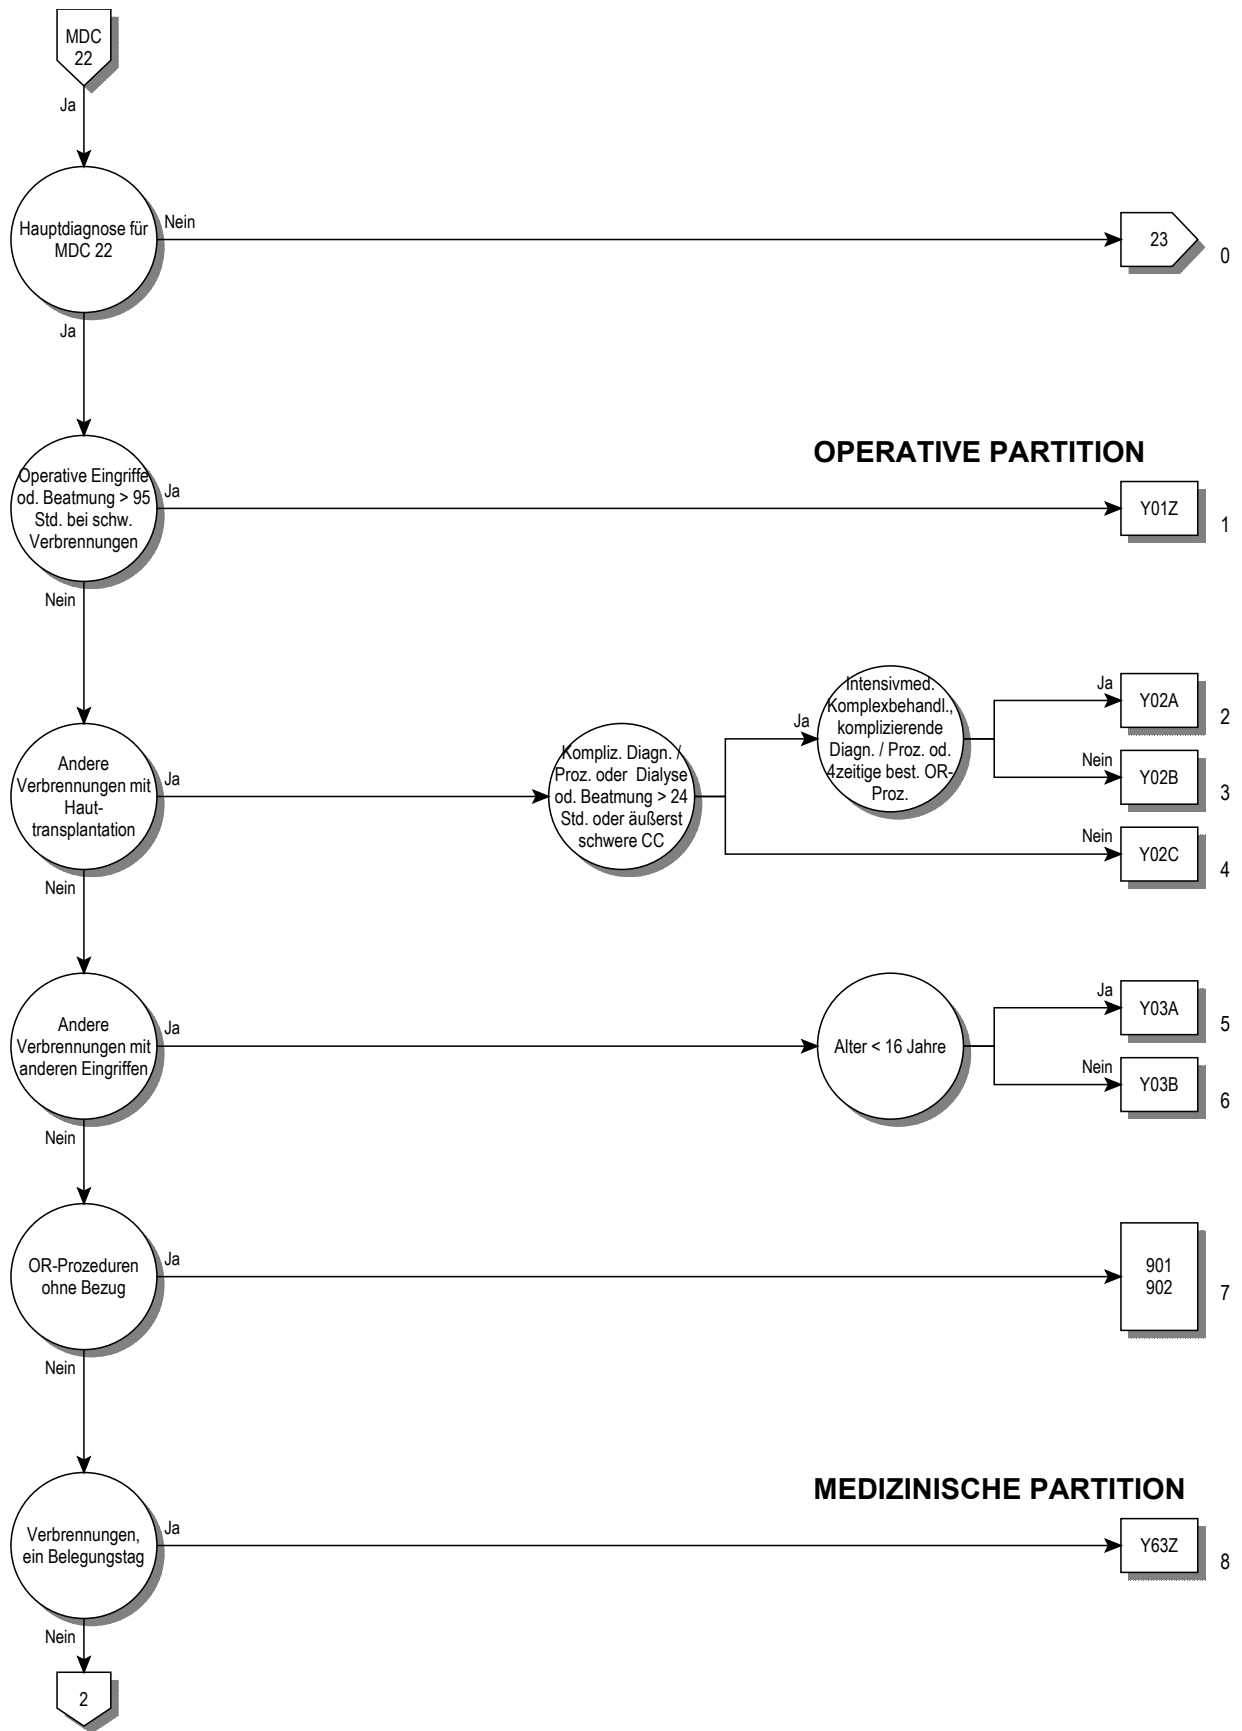 MDC
22
Ja
Hauptdiagnose für
MDC 22
Nein
23
0
Ja
OPERATIVE PARTITION
Operative Eingriffe
od. Beatmung > 95
Std. bei schw.
Verbrennungen
Ja
Y01Z
1
Nein
Andere
Verbrennungen mit
Haut-
transplantation
Ja
Kompliz. Diagn. /
Proz. oder Dialyse
od. Beatmung > 24
Std. oder äußerst
schwere CC
Ja
Intensivmed.
Komplexbehandl.,
komplizierende
Diagn. / Proz. od.
4zeitige best. OR-
Proz.
Ja
Y02A
2
Nein
Y02B
3
Nein
Y02C
4
Nein
Andere
Verbrennungen mit
anderen Eingriffen
Ja
Alter < 16 Jahre
Ja
Y03A
5
Nein
Y03B
6
Nein
OR-Prozeduren
ohne Bezug
Ja
901
902
7
Nein
MEDIZINISCHE PARTITION
Verbrennungen,
ein Belegungstag
Ja
Y63Z
8
Nein
2